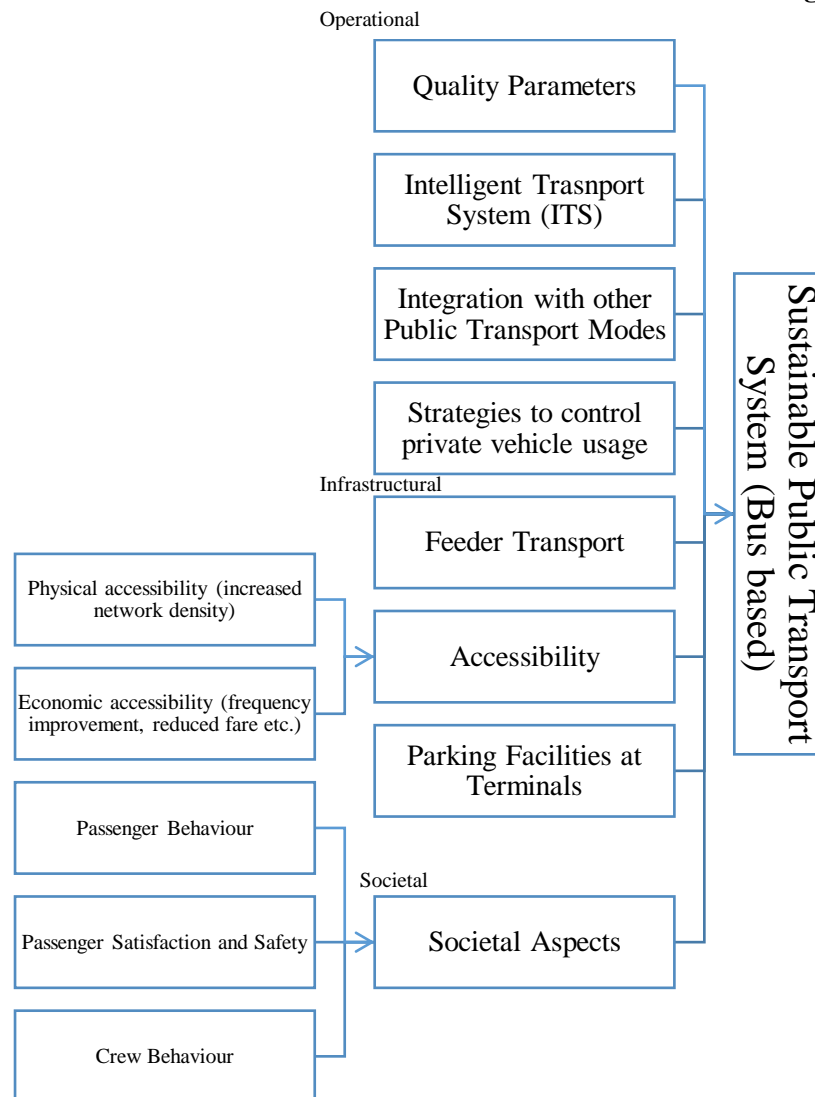 Operational
Quality Parameters
Intelligent Trasnport
System (ITS)
Integration with other
Public Transport Modes
Strategies to control
private vehicle usage
Infrastructural
Feeder Transport
Physical accessibility (increased
network density)
Accessibility
Economic accessibility (frequency
improvement, reduced fare etc.)
Parking Facilities at
Terminals
Passenger Behaviour
Societal
Passenger Satisfaction and Safety
Societal Aspects
Crew Behaviour
Sustainable Public Transport
System (Bus based)